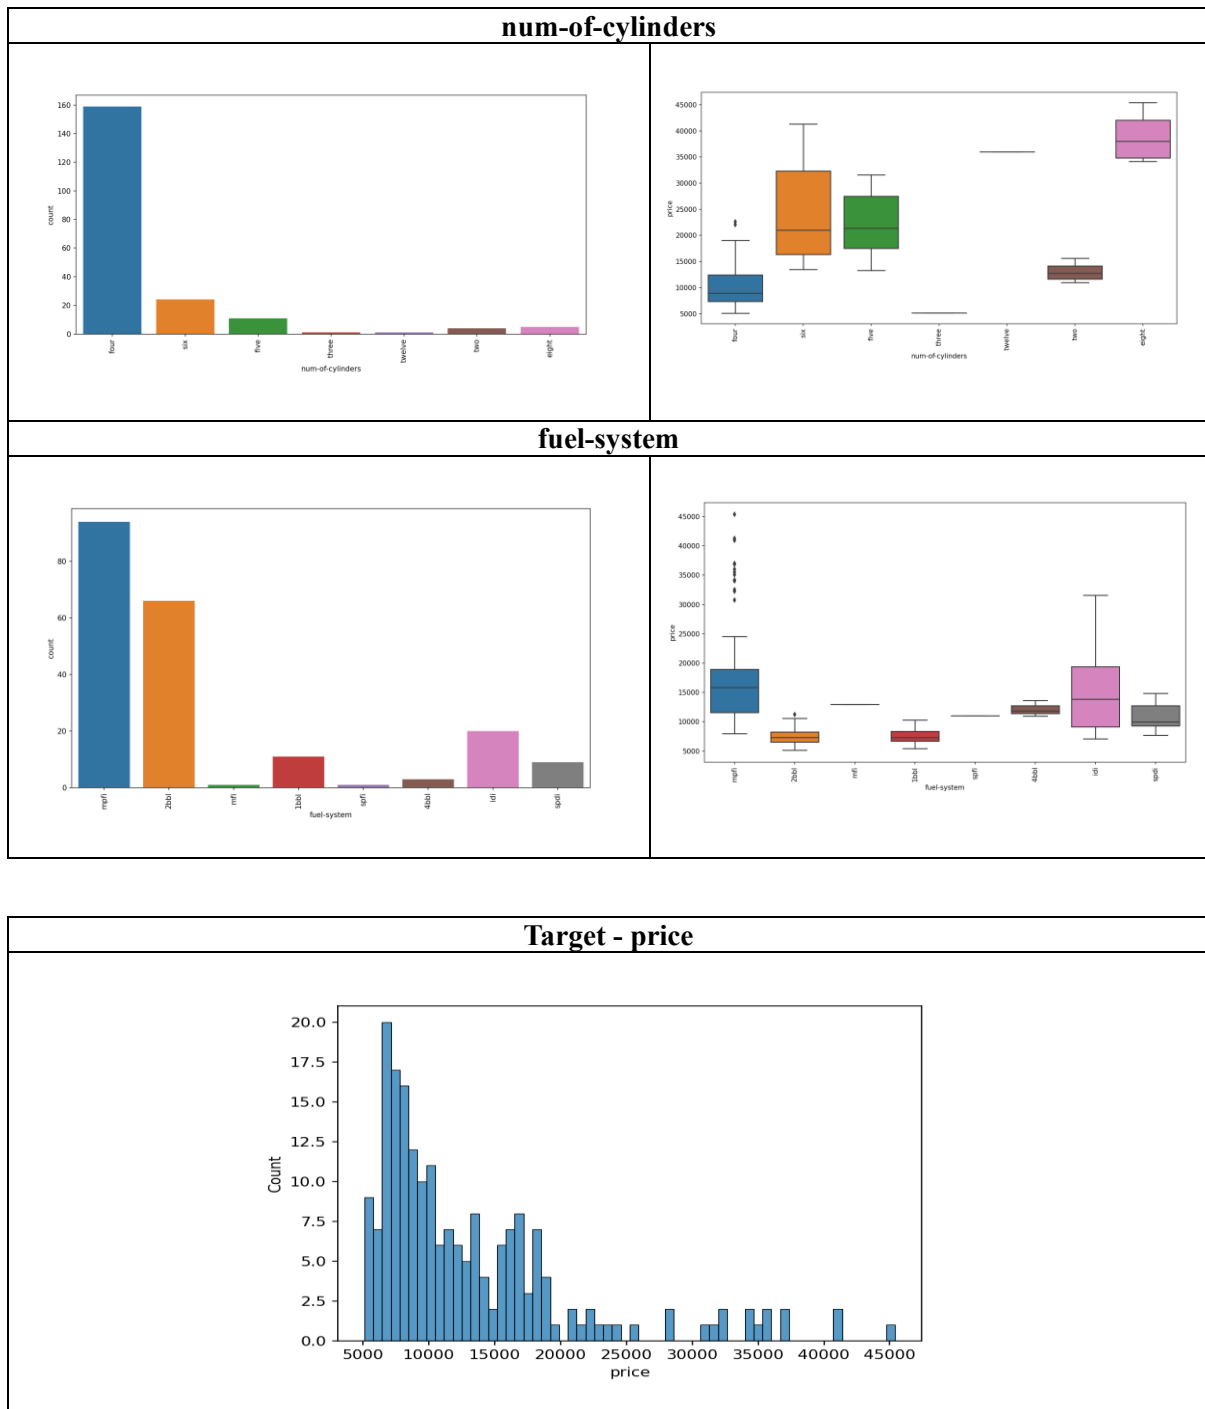 num-of-cylinders
160
140
120
100
80
60
40
20
0
count
four
six
five
three
twelve
two
eight
num-of-cylinders
45000
40000
35000
30000
25000
20000
15000
10000
5000
price
four
six
five
three
twelve
two
eight
num-of-cylinders
fuel-system
80
60
40
20
0
count
mpfi
2bbl
mfi
1bbl
spfi
4bbl
idi
spdi
fuel-system
45000
40000
35000
30000
25000
20000
15000
10000
5000
price
mpfi
2bbl
mfi
1bbl
spfi
4bbl
idi
spdi
fuel-system
Target - price
20.0
17.5
15.0
12.5
10.0
7.5
5.0
2.5
0.0
Count
5000 10000 15000 20000 25000 30000 35000 40000 45000
price